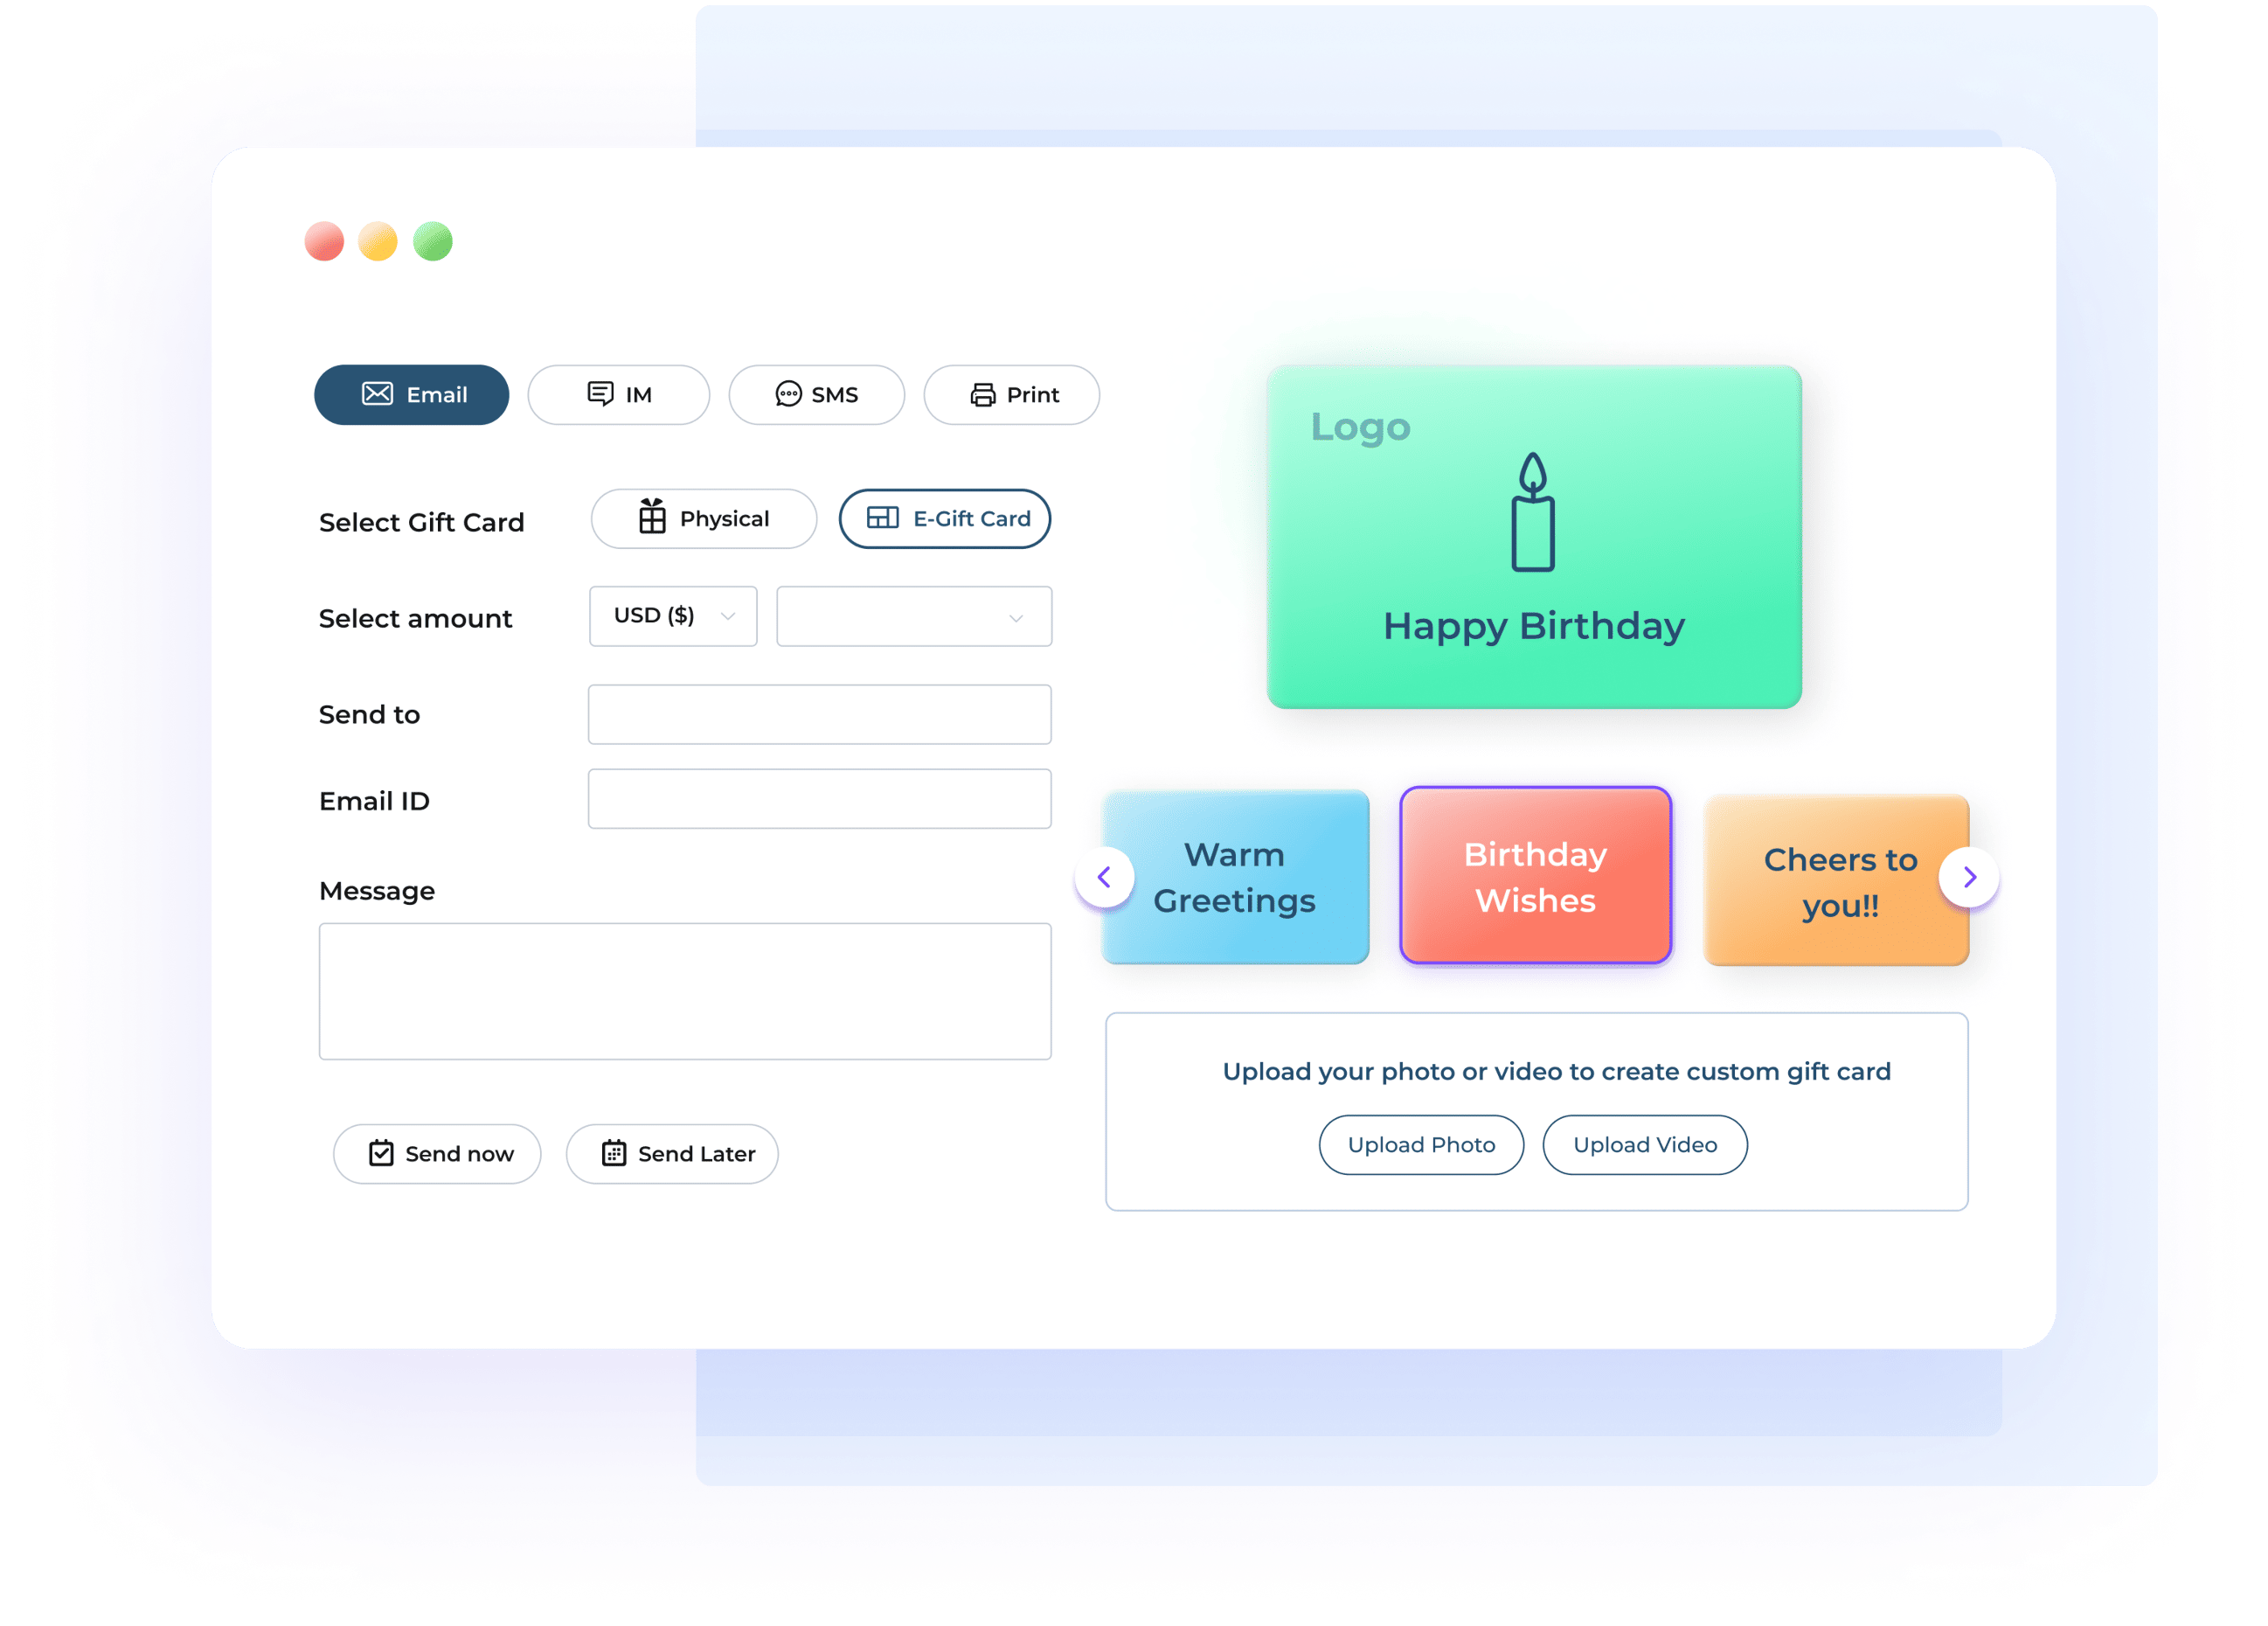 Email
IM
SMS
Print
Select Gift Card
Physical
E-Gift Card
Select amount
USD ($)
Send to
Email ID
Message
Send now
Send Later
Logo
Happy Birthday
Warm
Greetings
Birthday
Wishes
Cheers to
you!!
Upload your photo or video to create custom gift card
Upload Photo
Upload Video